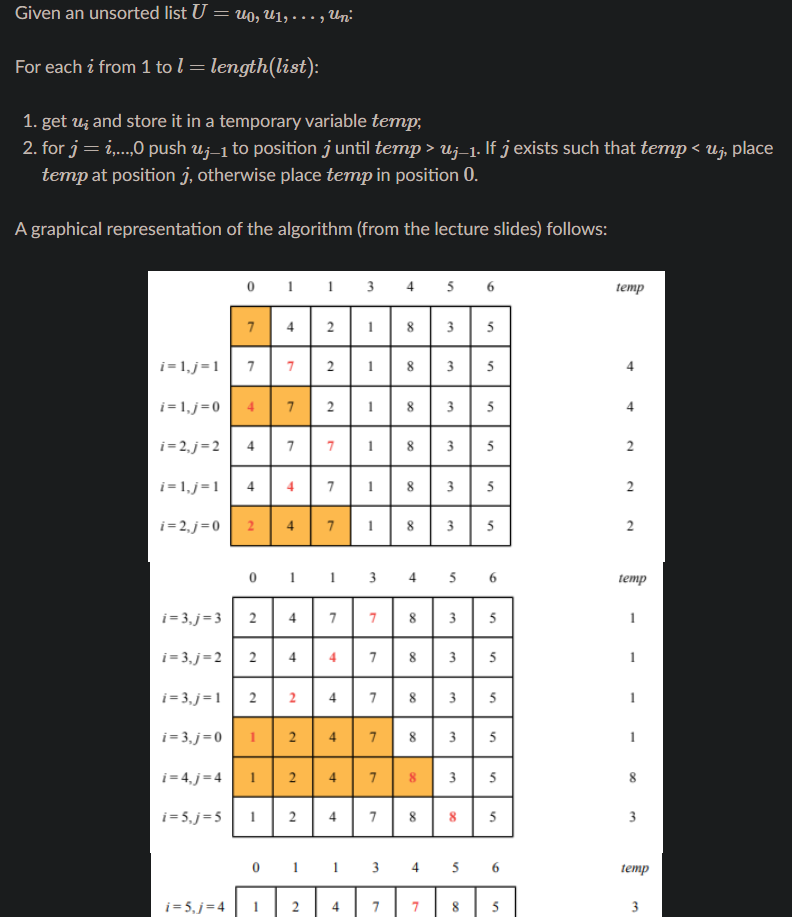 Given an unsorted list U = u₀, u₁, . . . , uₙ:
For each i from 1 to l = length(list):
1. get uᵢ and store it in a temporary variable temp;
2. for j = i,...,0 push uⱼ₋₁ to position j until temp > uⱼ₋₁. If j exists such that temp < uⱼ, place
temp at position j, otherwise place temp in position 0.
A graphical representation of the algorithm (from the lecture slides) follows:
0 1 1 3 4 5 6 temp
7 4 2 1 8 3 5
i = 1, j = 1 7 7 2 1 8 3 5 4
i = 1, j = 0 4 7 2 1 8 3 5 4
i = 2, j = 2 4 7 7 1 8 3 5 2
i = 1, j = 1 4 4 7 1 8 3 5 2
i = 2, j = 0 2 4 7 1 8 3 5 2
0 1 1 3 4 5 6 temp
i = 3, j = 3 2 4 7 7 8 3 5 1
i = 3, j = 2 2 4 4 7 8 3 5 1
i = 3, j = 1 2 2 4 7 8 3 5 1
i = 3, j = 0 1 2 4 7 8 3 5 1
i = 4, j = 4 1 2 4 7 8 3 5 8
i = 5, j = 5 1 2 4 7 8 8 5 3
0 1 1 3 4 5 6 temp
i = 5, j = 4 1 2 4 7 7 8 5 3